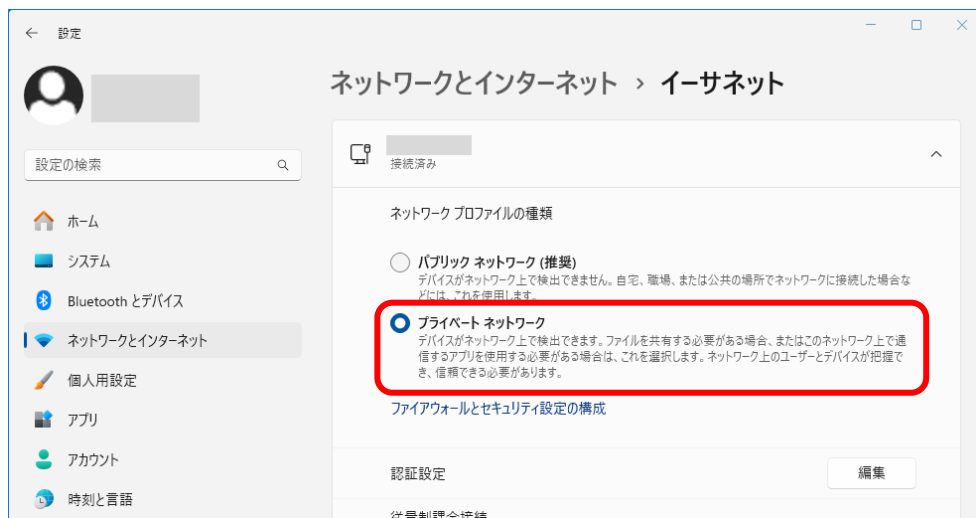 設定
ネットワークとインターネット › イーサネット
設定の検索
接続済み
ホーム
システム
Bluetooth とデバイス
ネットワークとインターネット
個人用設定
アプリ
アカウント
時刻と言語
ネットワーク プロファイルの種類
パブリック ネットワーク (推奨)
デバイスがネットワーク上で検出できません。自宅、職場、または公共の場所でネットワークに接続した場合な
どには、これを使用します。
プライベート ネットワーク
デバイスがネットワーク上で検出できます。ファイルを共有する必要がある場合、またはこのネットワーク上で通
信するアプリを使用する必要がある場合は、これを選択します。ネットワーク上のユーザーとデバイスが把握で
き、信頼できる必要があります。
ファイアウォールとセキュリティ設定の構成
認証設定
編集
従量制課金接続